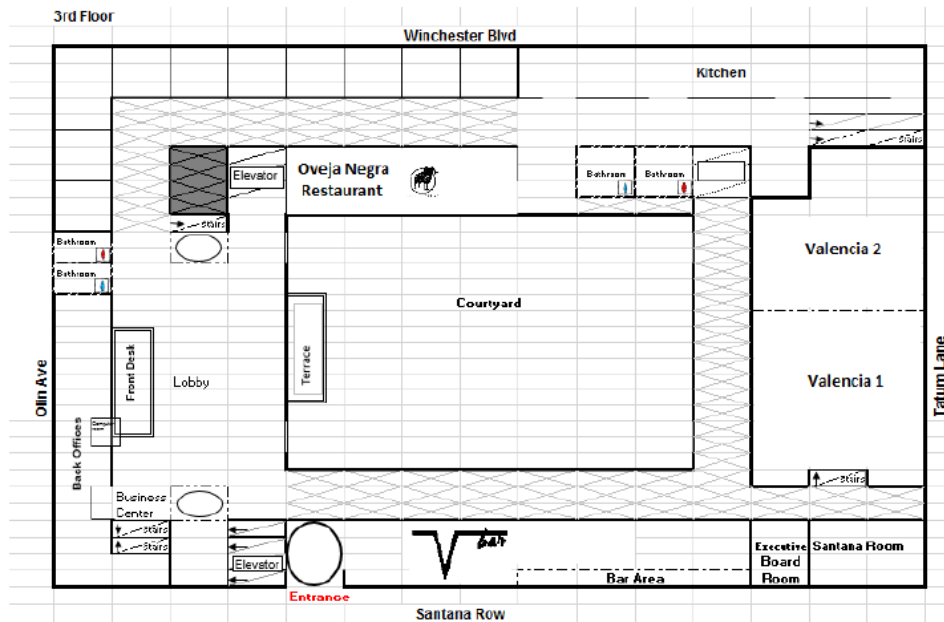 3rd Floor
Winchester Blvd
Kitchen
stairs
Elevator
Oveja Negra
Restaurant
Bathroom
Bathroom
stairs
Bathroom
Bathroom
Valencia 2
Courtyard
Olin Ave
Front Desk
Lobby
Terrace
Valencia 1
Tatum Lane
Back Offices
stairs
Business
Center
stairs
stairs
Elevator
bar
Bar Area
Executive
Board
Room
Santana Room
Entrance
Santana Row